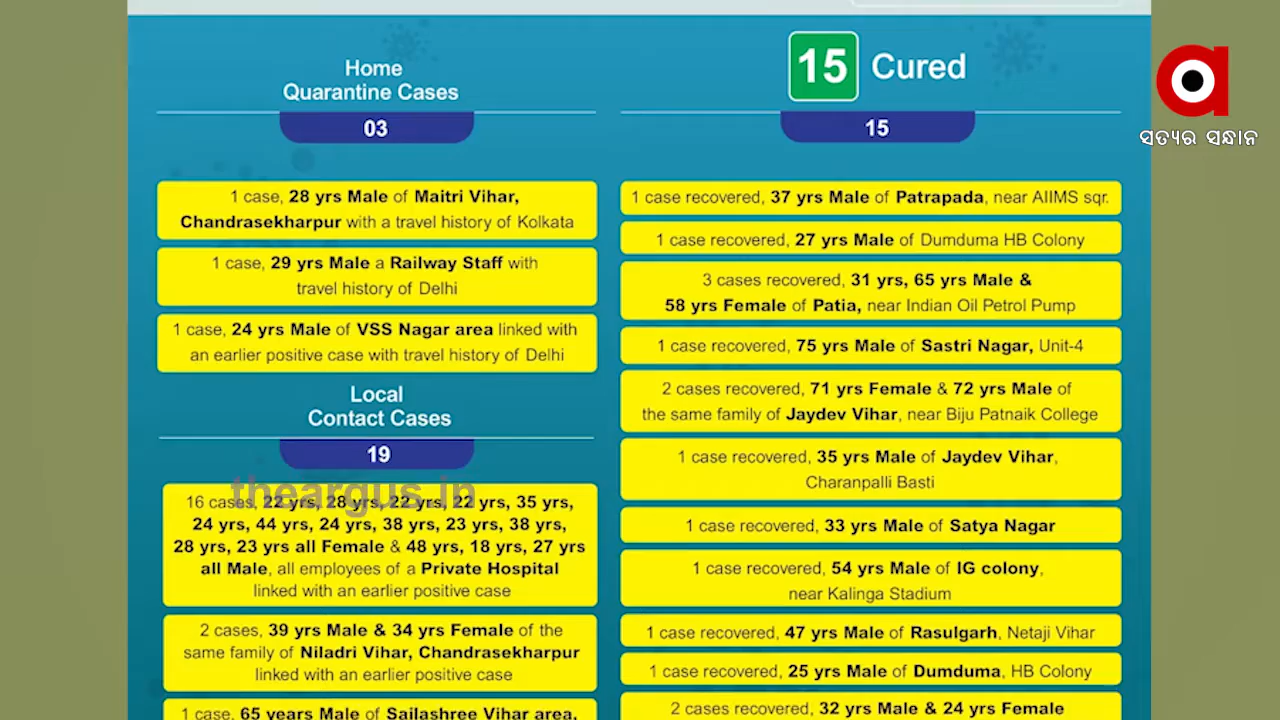 Home
Quarantine Cases
03
1 case, 28 yrs Male of Maitri Vihar,
Chandrasekharpur with a travel history of Kolkata
1 case, 29 yrs Male a Railway Staff with
travel history of Delhi
1 case, 24 yrs Male of VSS Nagar area linked with
an earlier positive case with travel history of Delhi
Local
Contact Cases
19
theargus.in
16 cases, 22 yrs, 28 yrs, 22 yrs, 22 yrs, 35 yrs,
24 yrs, 44 yrs, 24 yrs, 38 yrs, 23 yrs, 38 yrs,
28 yrs, 23 yrs all Female & 48 yrs, 18 yrs, 27 yrs
all Male, all employees of a Private Hospital
linked with an earlier positive case
2 cases, 39 yrs Male & 34 yrs Female of the
same family of Niladri Vihar, Chandrasekharpur
linked with an earlier positive case
1 case, 65 years Male of Sailashree Vihar area,
15 Cured
15
1 case recovered, 37 yrs Male of Patrapada, near AIIMS sqr.
1 case recovered, 27 yrs Male of Dumduma HB Colony
3 cases recovered, 31 yrs, 65 yrs Male &
58 yrs Female of Patia, near Indian Oil Petrol Pump
1 case recovered, 75 yrs Male of Sastri Nagar, Unit-4
2 cases recovered, 71 yrs Female & 72 yrs Male of
the same family of Jaydev Vihar, near Biju Patnaik College
1 case recovered, 35 yrs Male of Jaydev Vihar,
Charanpalli Basti
1 case recovered, 33 yrs Male of Satya Nagar
1 case recovered, 54 yrs Male of IG colony,
near Kalinga Stadium
1 case recovered, 47 yrs Male of Rasulgarh, Netaji Vihar
1 case recovered, 25 yrs Male of Dumduma, HB Colony
2 cases recovered, 32 yrs Male & 24 yrs Female
a
ସତ୍ୟର ସନ୍ଧାନ